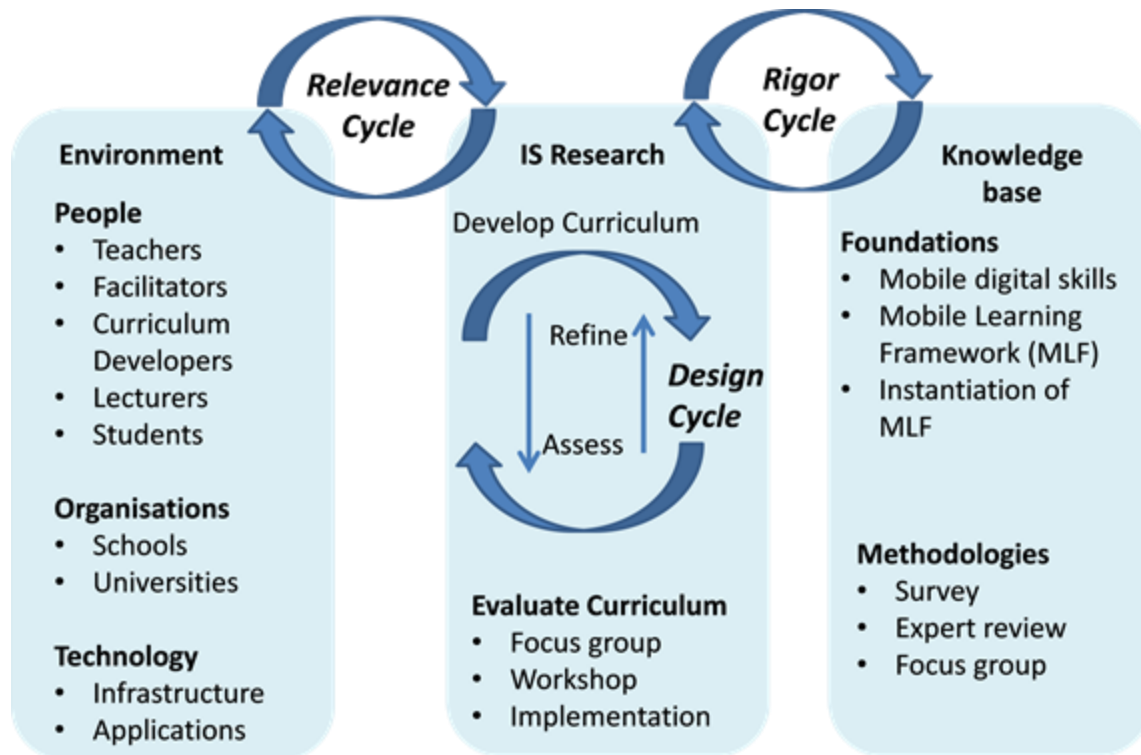 Relevance
Cycle
Rigor
Cycle
Environment
People
• Teachers
• Facilitators
• Curriculum
Developers
• Lecturers
• Students
Organisations
• Schools
• Universities
Technology
• Infrastructure
• Applications
IS Research
Develop Curriculum
Refine
Assess
Design
Cycle
Evaluate Curriculum
• Focus group
• Workshop
• Implementation
Knowledge
base
Foundations
• Mobile digital skills
• Mobile Learning
Framework (MLF)
• Instantiation of
MLF
Methodologies
• Survey
• Expert review
• Focus group